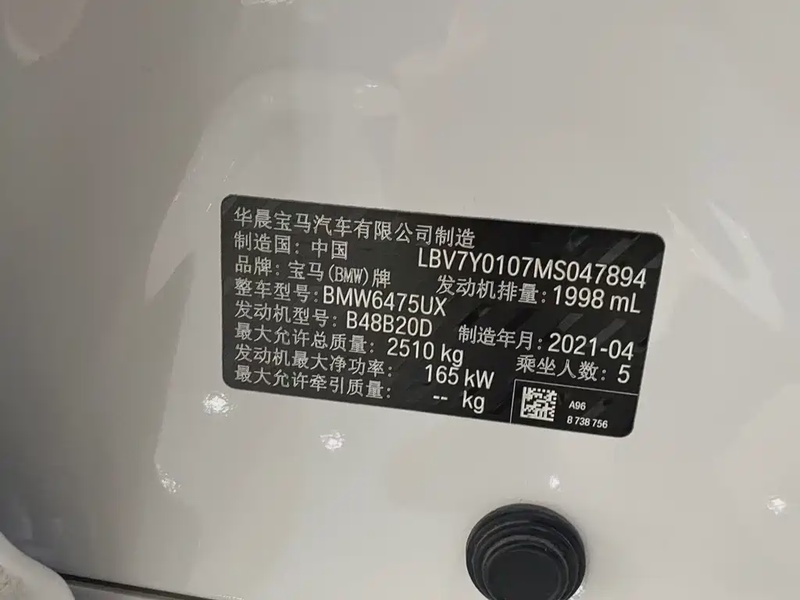 华晨宝马汽车有限公司制造
制造国：中国 LBV7Y0107MS047894
品牌：宝马(BMW)牌 发动机排量：1998 mL
整车型号：BMW6475UX
发动机型号：B48B20D 制造年月：2021-04
最大允许总质量：2510 kg 乘坐人数：5
发动机最大净功率：165 kW
最大允许牵引质量：-- kg
A96
8 738 756